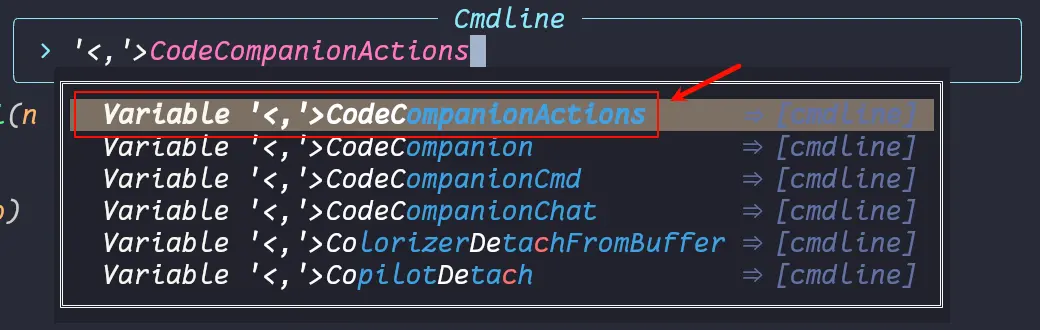 Cmdline
> '<,'>CodeCompanionActions
(n
Variable '<,'>CodeCompanionActions ⇒ [cmdline]
Variable '<,'>CodeCompanion ⇒ [cmdline]
Variable '<,'>CodeCompanionCmd ⇒ [cmdline]
Variable '<,'>CodeCompanionChat ⇒ [cmdline]
)
Variable '<,'>ColorizerDetachFromBuffer ⇒ [cmdline]
Variable '<,'>CopilotDetach ⇒ [cmdline]